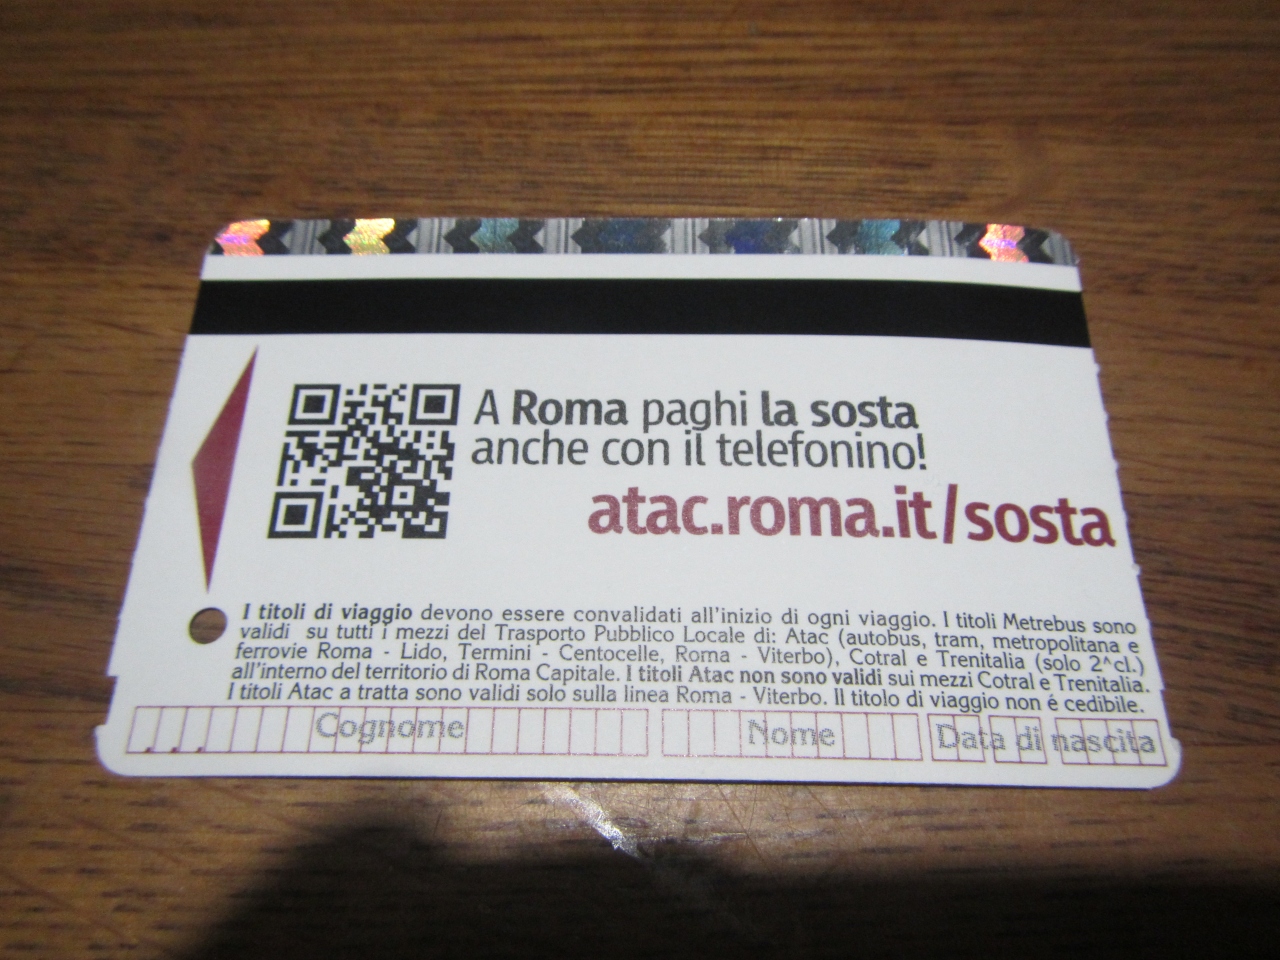 A Roma paghi la sosta
anche con il telefonino!
atac.roma.it/sosta
I titoli di viaggio devono essere convalidati all'inizio di ogni viaggio. I titoli Metrebus sono
validi su tutti i mezzi del Trasporto Pubblico Locale di: Atac (autobus, tram, metropolitana e
ferrovie Roma - Lido, Termini - Centocelle, Roma - Viterbo), Cotral e Trenitalia (solo 2^cl.)
all'interno del territorio di Roma Capitale. I titoli Atac non sono validi sui mezzi Cotral e Trenitalia.
I titoli Atac a tratta sono validi solo sulla linea Roma - Viterbo. Il titolo di viaggio non é cedibile.
Cognome Nome Data di nascita